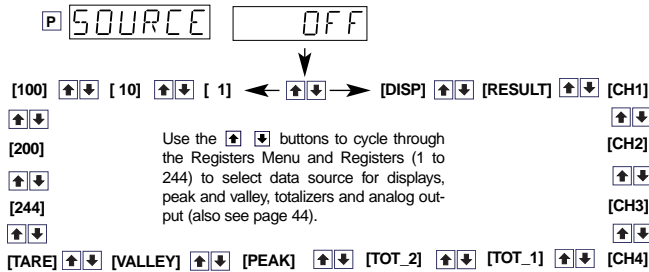 P SOURCE OFF
[100] [ 10] [ 1] [DISP] [RESULT] [CH1]
[200]
[244]
Use the buttons to cycle through
the Registers Menu and Registers (1 to
244) to select data source for displays,
peak and valley, totalizers and analog out-
put (also see page 44).
[CH2]
[CH3]
[TARE] [VALLEY] [PEAK] [TOT_2] [TOT_1] [CH4]